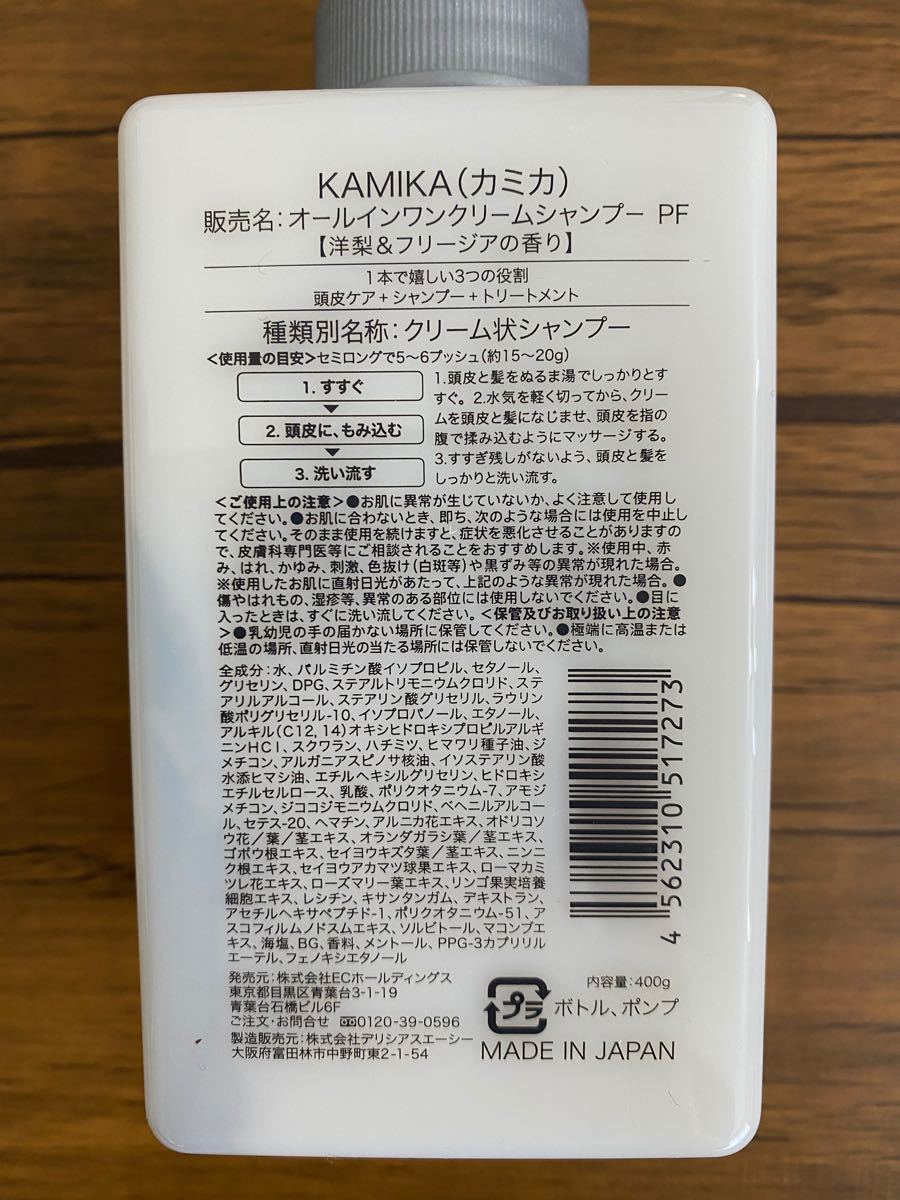 KAMIKA（カミカ）
販売名：オールインワンクリームシャンプー PF
【洋梨＆フリージアの香り】
1本で嬉しい3つの役割
頭皮ケア＋シャンプー＋トリートメント
種類別名称：クリーム状シャンプー
＜使用量の目安＞セミロングで5〜6プッシュ（約15〜20g）
1. すすぐ
2. 頭皮に、もみ込む
3. 洗い流す
1.頭皮と髪をぬるま湯でしっかりとす
すぐ。2.水気を軽く切ってから、クリー
ムを頭皮と髪になじませ、頭皮を指の
腹で揉み込むようにマッサージする。
3.すすぎ残しがないよう、頭皮と髪を
しっかりと洗い流す。
＜ご使用上の注意＞●お肌に異常が生じていないか、よく注意して使用し
てください。●お肌に合わないとき、即ち、次のような場合には使用を中止し
てください。そのまま使用を続けますと、症状を悪化させることがありますの
で、皮膚科専門医等にご相談されることをおすすめします。※使用中、赤
み、はれ、かゆみ、刺激、色抜け（白斑等）や黒ずみ等の異常が現れた場合。
※使用したお肌に直射日光があたって、上記のような異常が現れた場合。●
傷やはれもの、湿疹等、異常のある部位には使用しないでください。●目に
入ったときは、すぐに洗い流してください。＜保管及びお取り扱い上の注意
＞●乳幼児の手の届かない場所に保管してください。●極端に高温または
低温の場所、直射日光の当たる場所には保管しないでください。
全成分：水、パルミチン酸イソプロピル、セタノール、
グリセリン、DPG、ステアルトリモニウムクロリド、ステ
アリルアルコール、ステアリン酸グリセリル、ラウリン
酸ポリグリセリル-10、イソプロパノール、エタノール、
アルキル（C12，14）オキシヒドロキシプロピルアルギ
ニンHCl、スクワラン、ハチミツ、ヒマワリ種子油、ジ
メチコン、アルガニアスピノサ核油、イソステアリン酸
水添ヒマシ油、エチルヘキシルグリセリン、ヒドロキシ
エチルセルロース、乳酸、ポリクオタニウム-7、アモジ
メチコン、ジココジモニウムクロリド、ベヘニルアルコー
ル、セテス-20、ヘマチン、アルニカ花エキス、オドリコソ
ウ花／葉／茎エキス、オランダガラシ葉／茎エキス、
ゴボウ根エキス、セイヨウキズタ葉／茎エキス、ニンニ
ク根エキス、セイヨウアカマツ球果エキス、ローマカミ
ツレ花エキス、ローズマリー葉エキス、リンゴ果実培養
細胞エキス、レシチン、キサンタンガム、デキストラン、
アセチルヘキサペプチド-1、ポリクオタニウム-51、ア
スコフィルムノドスムエキス、ソルビトール、マコンブエ
キス、海塩、BG、香料、メントール、PPG-3カプリリル
エーテル、フェノキシエタノール
4 562310 517273
発売元：株式会社ECホールディングス
東京都目黒区青葉台3-1-19
青葉台石橋ビル6F
ご注文・お問合せ 0120-39-0596
製造販売元：株式会社デリシアスエーシー
大阪府富田林市中野町東2-1-54
内容量：400g
プラ ボトル、ポンプ
MADE IN JAPAN